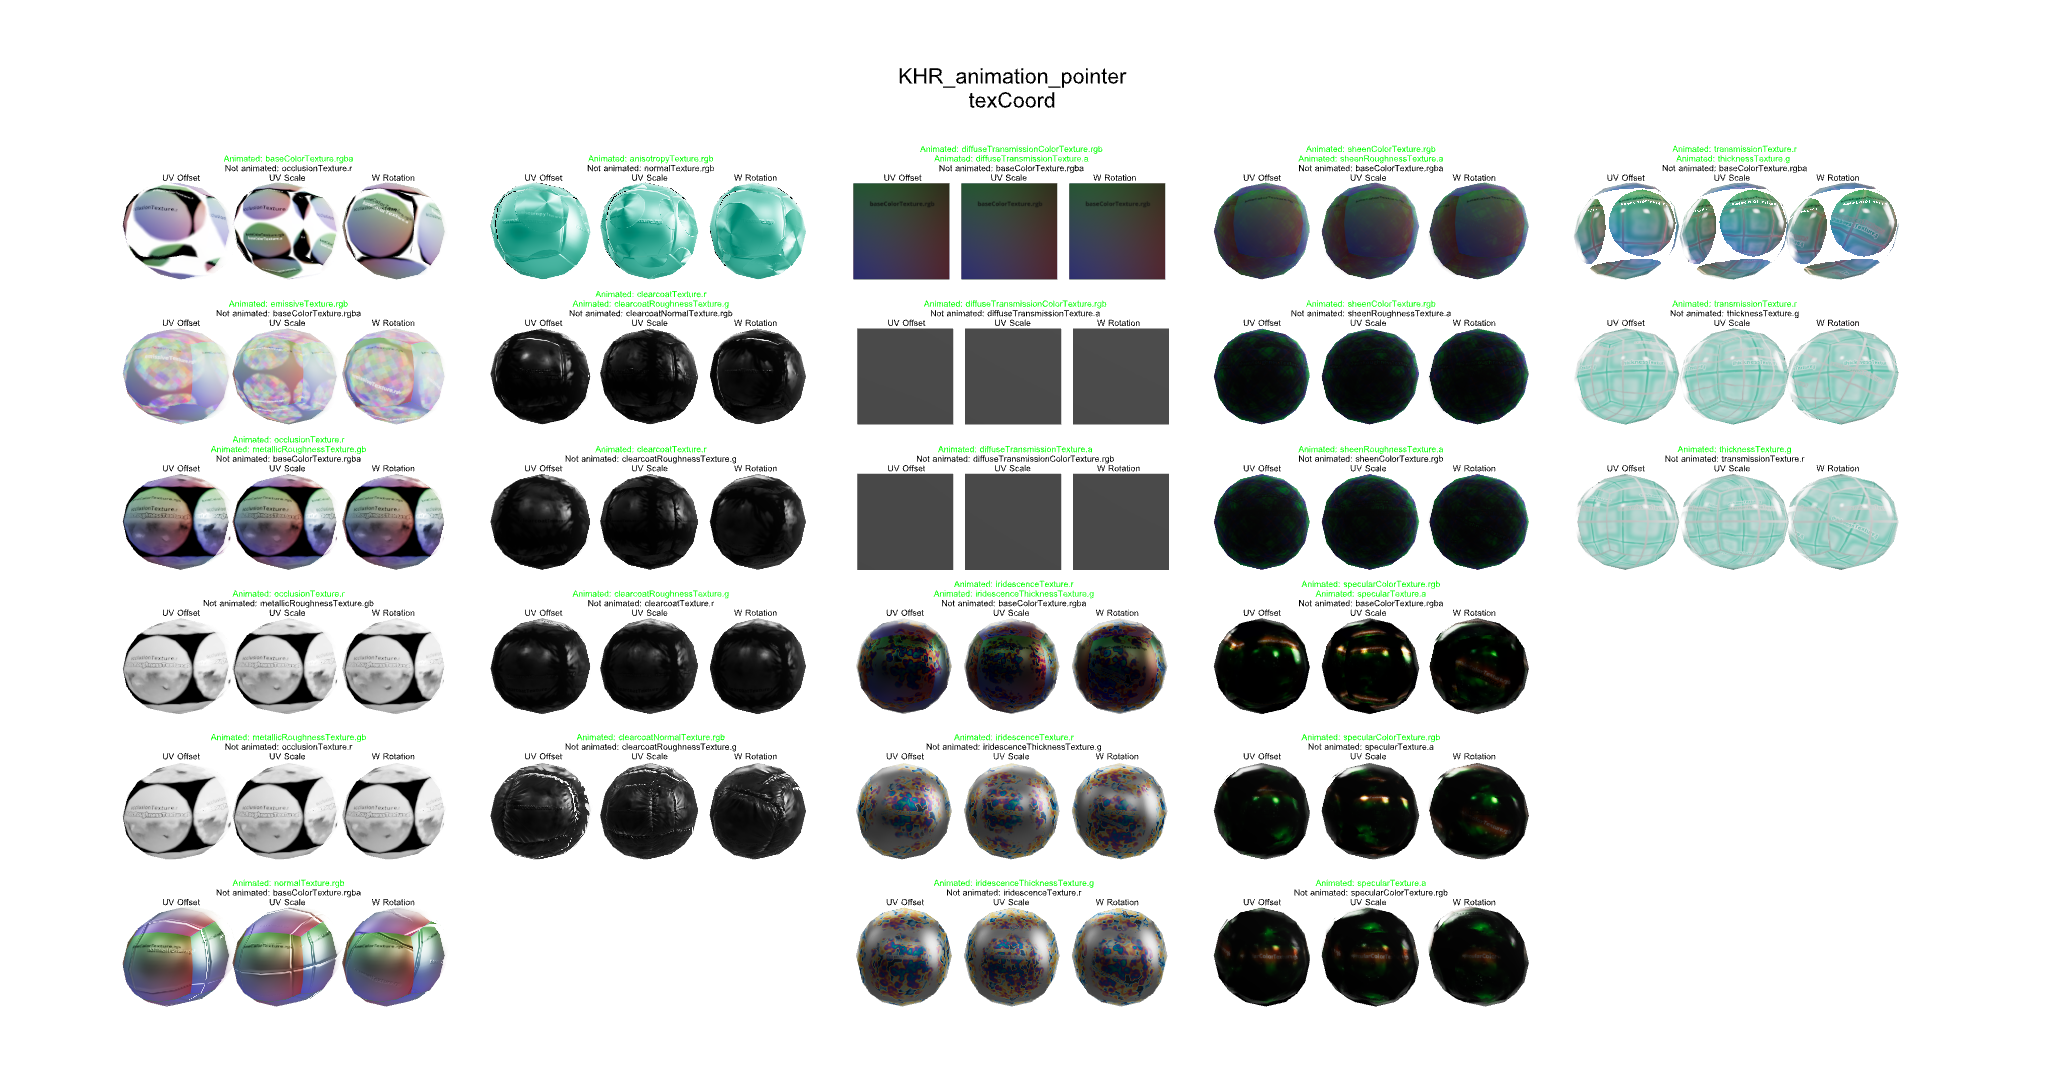 KHR_animation_pointer
texCoord
Animated: baseColorTexture.rgba
Not animated: occlusionTexture.r
UV Offset UV Scale W Rotation
Animated: emissiveTexture.rgb
Not animated: baseColorTexture.rgba
UV Offset UV Scale W Rotation
Animated: occlusionTexture.r
Animated: metallicRoughnessTexture.gb
Not animated: baseColorTexture.rgba
UV Offset UV Scale W Rotation
Animated: occlusionTexture.r
Not animated: metallicRoughnessTexture.gb
UV Offset UV Scale W Rotation
Animated: metallicRoughnessTexture.gb
Not animated: occlusionTexture.r
UV Offset UV Scale W Rotation
Animated: normalTexture.rgb
Not animated: baseColorTexture.rgba
UV Offset UV Scale W Rotation
Animated: anisotropyTexture.rgb
Not animated: normalTexture.rgb
UV Offset UV Scale W Rotation
Animated: clearcoatTexture.r
Animated: clearcoatRoughnessTexture.g
Not animated: clearcoatNormalTexture.rgb
UV Offset UV Scale W Rotation
Animated: clearcoatTexture.r
Not animated: clearcoatRoughnessTexture.g
UV Offset UV Scale W Rotation
Animated: clearcoatRoughnessTexture.g
Not animated: clearcoatTexture.r
UV Offset UV Scale W Rotation
Animated: clearcoatNormalTexture.rgb
Not animated: clearcoatRoughnessTexture.g
UV Offset UV Scale W Rotation
Animated: diffuseTransmissionColorTexture.rgb
Animated: diffuseTransmissionTexture.a
Not animated: baseColorTexture.rgba
UV Offset UV Scale W Rotation
baseColorTexture.rgb baseColorTexture.rgb baseColorTexture.rgb
Animated: diffuseTransmissionColorTexture.rgb
Not animated: diffuseTransmissionTexture.a
UV Offset UV Scale W Rotation
Animated: diffuseTransmissionTexture.a
Not animated: diffuseTransmissionColorTexture.rgb
UV Offset UV Scale W Rotation
Animated: iridescenceTexture.r
Animated: iridescenceThicknessTexture.g
Not animated: baseColorTexture.rgba
UV Offset UV Scale W Rotation
Animated: iridescenceTexture.r
Not animated: iridescenceThicknessTexture.g
UV Offset UV Scale W Rotation
Animated: iridescenceThicknessTexture.g
Not animated: iridescenceTexture.r
UV Offset UV Scale W Rotation
Animated: sheenColorTexture.rgb
Animated: sheenRoughnessTexture.a
Not animated: baseColorTexture.rgba
UV Offset UV Scale W Rotation
Animated: sheenColorTexture.rgb
Not animated: sheenRoughnessTexture.a
UV Offset UV Scale W Rotation
Animated: sheenRoughnessTexture.a
Not animated: sheenColorTexture.rgb
UV Offset UV Scale W Rotation
Animated: specularColorTexture.rgb
Animated: specularTexture.a
Not animated: baseColorTexture.rgba
UV Offset UV Scale W Rotation
Animated: specularColorTexture.rgb
Not animated: specularTexture.a
UV Offset UV Scale W Rotation
Animated: specularTexture.a
Not animated: specularColorTexture.rgb
UV Offset UV Scale W Rotation
Animated: transmissionTexture.r
Animated: thicknessTexture.g
Not animated: baseColorTexture.rgba
UV Offset UV Scale W Rotation
Animated: transmissionTexture.r
Not animated: thicknessTexture.g
UV Offset UV Scale W Rotation
Animated: thicknessTexture.g
Not animated: transmissionTexture.r
UV Offset UV Scale W Rotation